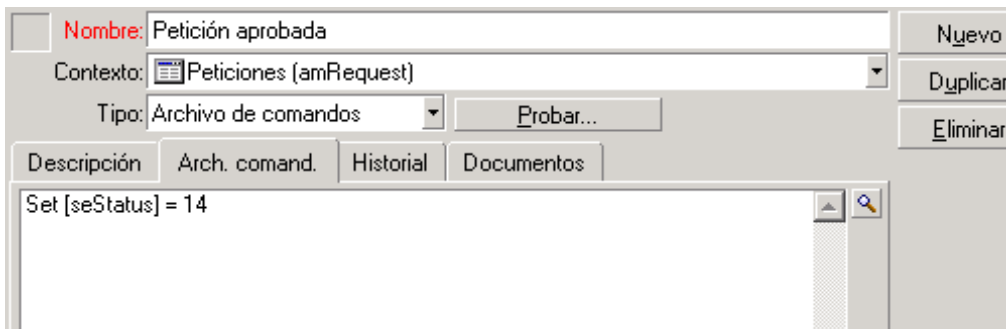 Nombre: Petición aprobada
Nuevo
Contexto: Peticiones (amRequest)
Duplicar
Tipo: Archivo de comandos
Probar...
Eliminar
Descripción
Arch. comand.
Historial
Documentos
Set [seStatus] = 14